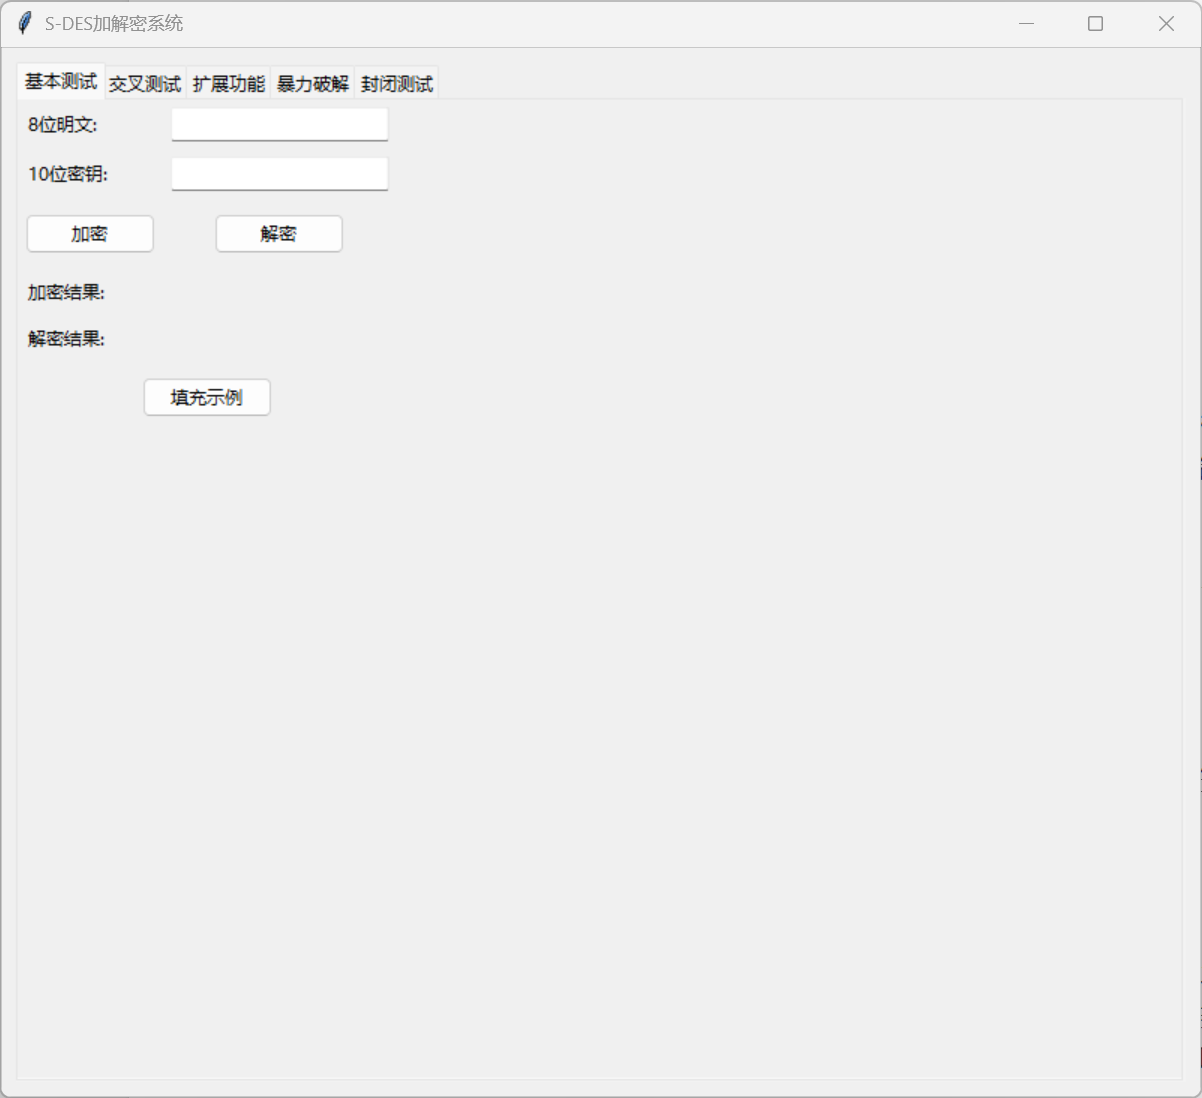 S-DES加解密系统
基本测试 交叉测试 扩展功能 暴力破解 封闭测试
8位明文:
10位密钥:
加密 解密
加密结果:
解密结果:
填充示例